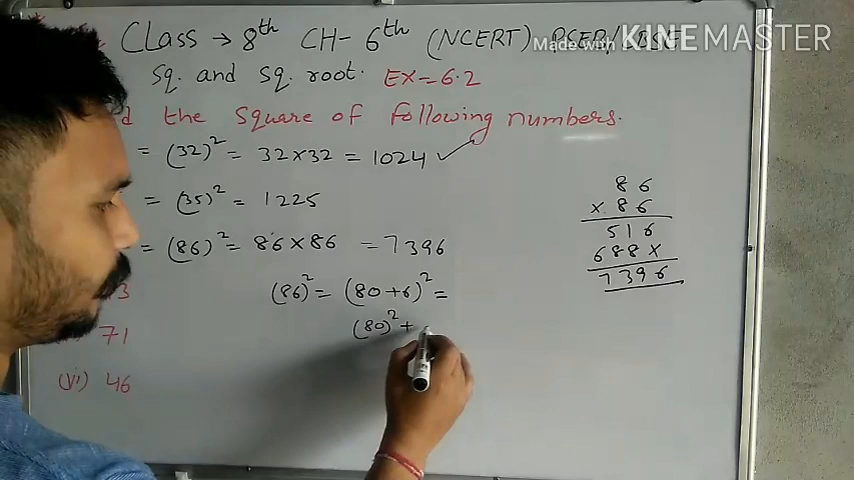 Class → 8th CH- 6th (NCERT) PSEB/CBSE
Made with KINEMASTER
Sq. and Sq. root. EX = 6.2
the Square of following numbers.
= (32)² = 32×32 = 1024 ✓
= (35)² = 1225
= (86)² = 86×86 = 7396
(86)² = (80+6)² =
(80)² +
71
(vi) 46
86
× 86
516
688×
7396